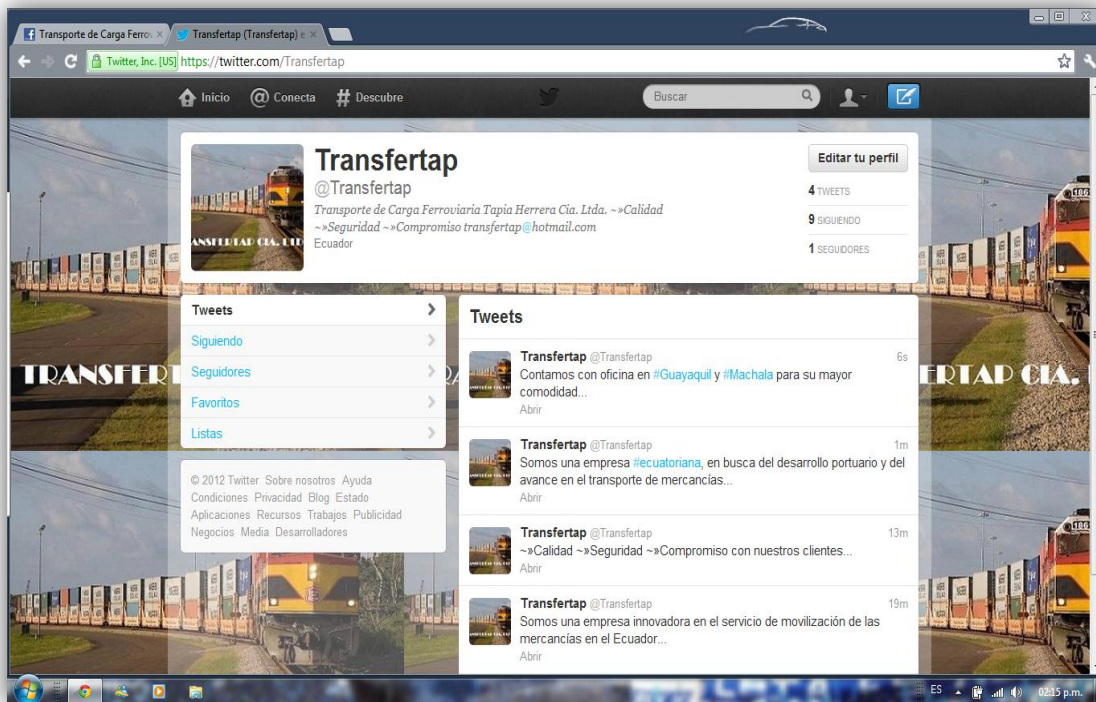 Transporte de Carga Ferrov
Transfertap (Transfertap) e
Twitter, Inc. [US] https://twitter.com/Transfertap
Inicio @ Conecta # Descubre
Buscar
Transfertap
@Transfertap
Transporte de Carga Ferroviaria Tapia Herrera Cia. Ltda. ~»Calidad
~»Seguridad ~»Compromiso transfertap@hotmail.com
Ecuador
Editar tu perfil
4 TWEETS
9 SIGUIENDO
1 SEGUIDORES
ANSFERTAP CIA. LTD
Tweets
Siguiendo
Seguidores
Favoritos
Listas
© 2012 Twitter Sobre nosotros Ayuda
Condiciones Privacidad Blog Estado
Aplicaciones Recursos Trabajos Publicidad
Negocios Media Desarrolladores
Tweets
Transfertap @Transfertap 6s
Contamos con oficina en #Guayaquil y #Machala para su mayor
comodidad...
Abrir
Transfertap @Transfertap 1m
Somos una empresa #ecuatoriana, en busca del desarrollo portuario y del
avance en el transporte de mercancías...
Abrir
Transfertap @Transfertap 13m
~»Calidad ~»Seguridad ~»Compromiso con nuestros clientes...
Abrir
Transfertap @Transfertap 19m
Somos una empresa innovadora en el servicio de movilización de las
mercancías en el Ecuador...
Abrir
TRANSFERT
ERTAP CIA.
ES 02:15 p.m.